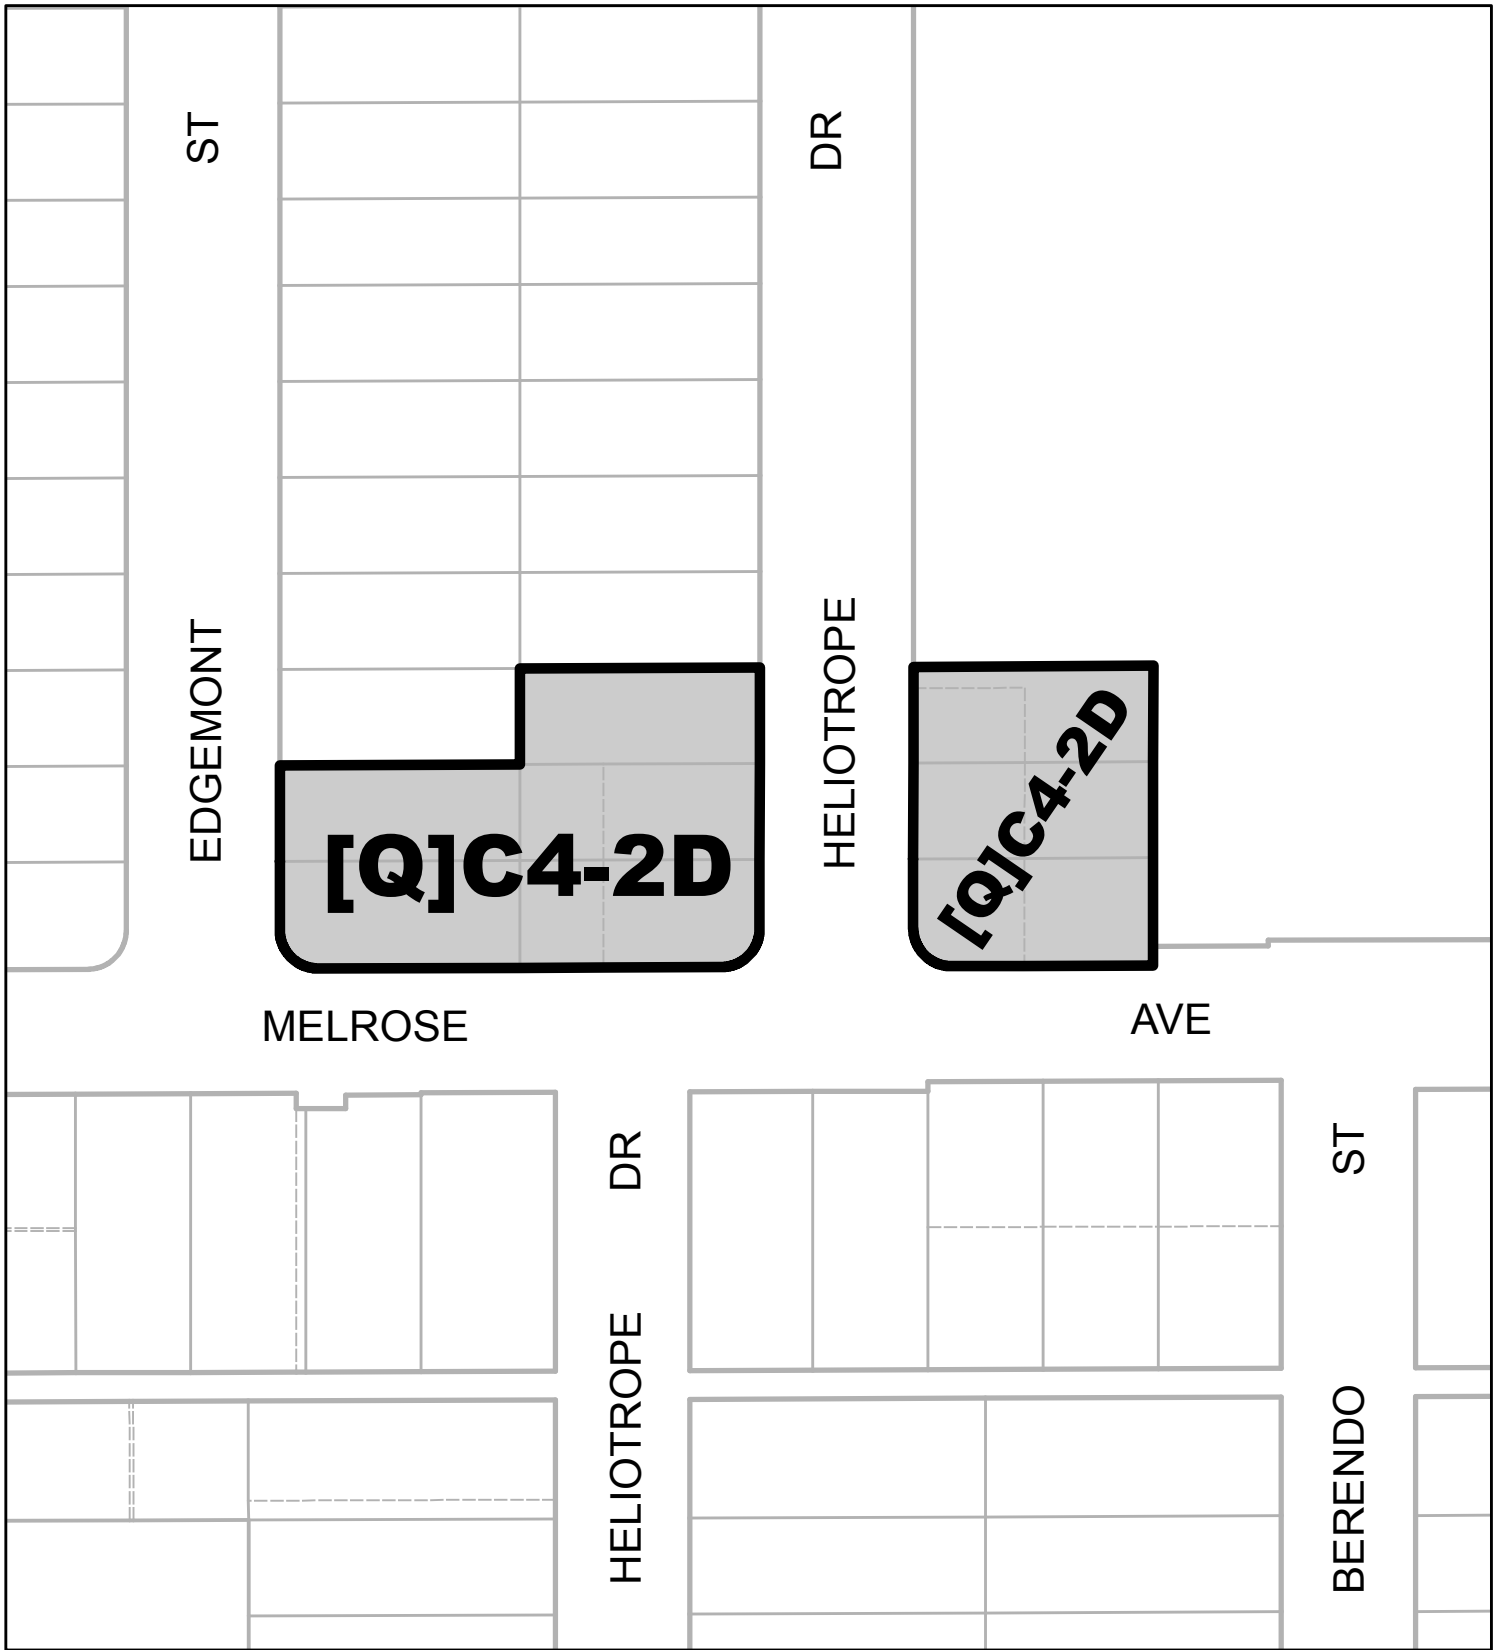 ST
DR
EDGEMONT
HELIOTROPE
[Q]C4-2D
[Q]C4-2D
MELROSE
AVE
DR
ST
HELIOTROPE
BERENDO